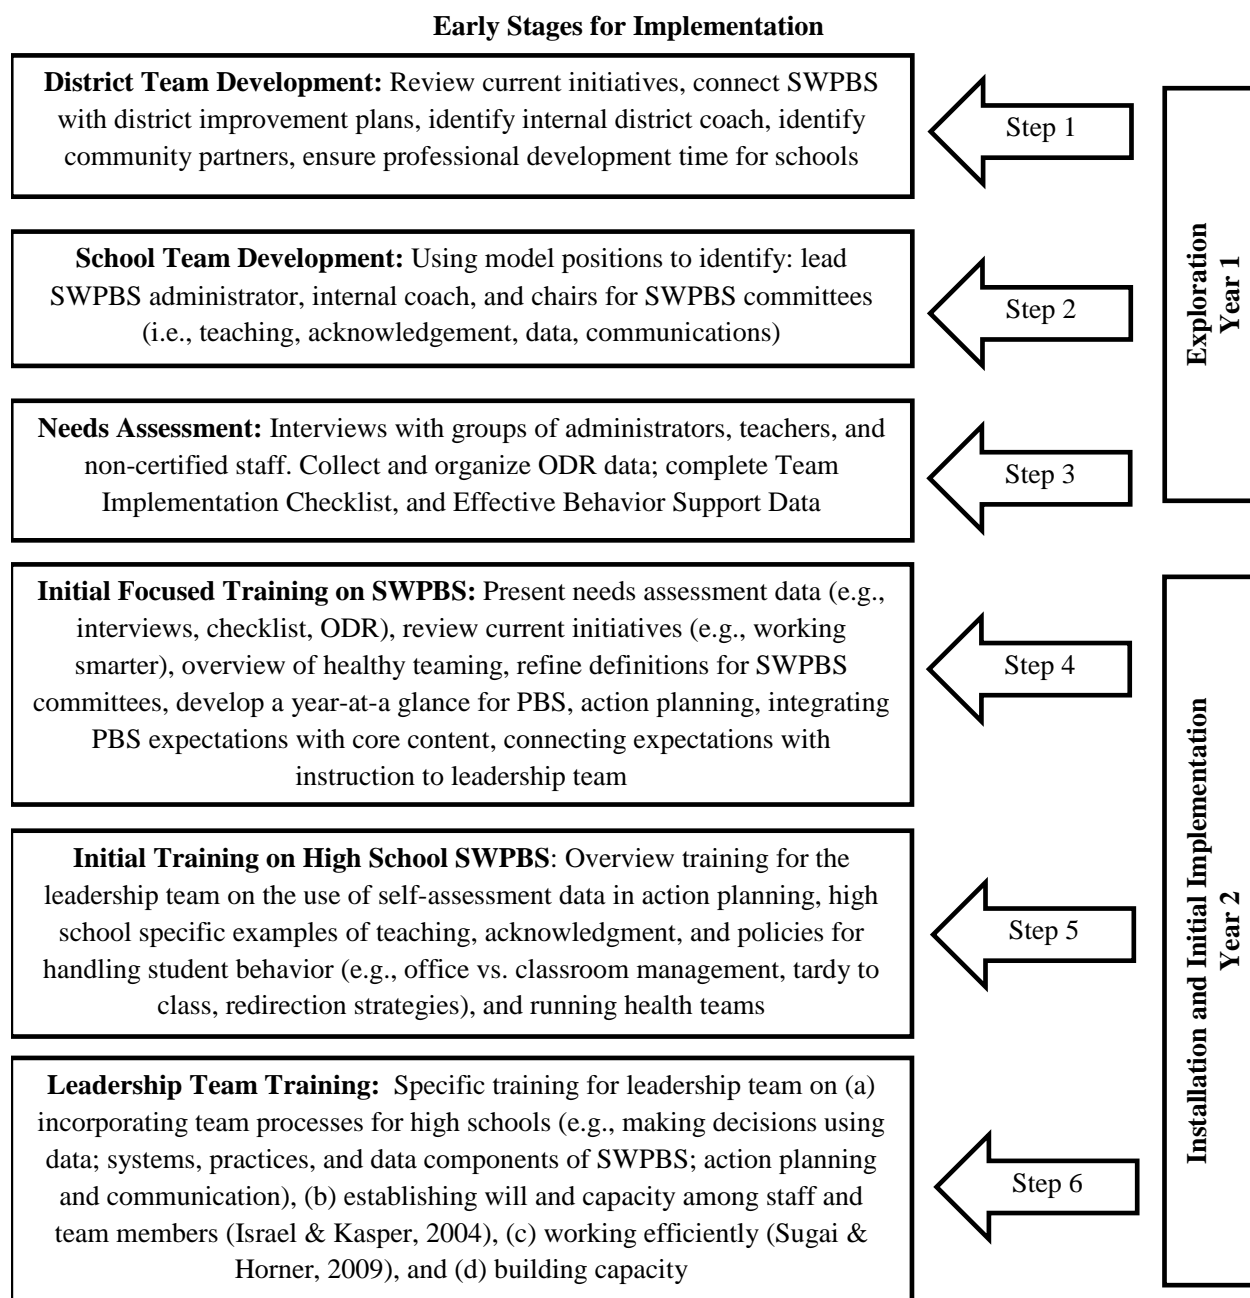 Early Stages for Implementation
District Team Development: Review current initiatives, connect SWPBS
with district improvement plans, identify internal district coach, identify
community partners, ensure professional development time for schools
Step 1
School Team Development: Using model positions to identify: lead
SWPBS administrator, internal coach, and chairs for SWPBS committees
(i.e., teaching, acknowledgement, data, communications)
Step 2
Needs Assessment: Interviews with groups of administrators, teachers, and
non-certified staff. Collect and organize ODR data; complete Team
Implementation Checklist, and Effective Behavior Support Data
Step 3
Exploration
Year 1
Initial Focused Training on SWPBS: Present needs assessment data (e.g.,
interviews, checklist, ODR), review current initiatives (e.g., working
smarter), overview of healthy teaming, refine definitions for SWPBS
committees, develop a year-at-a glance for PBS, action planning, integrating
PBS expectations with core content, connecting expectations with
instruction to leadership team
Step 4
Initial Training on High School SWPBS: Overview training for the
leadership team on the use of self-assessment data in action planning, high
school specific examples of teaching, acknowledgment, and policies for
handling student behavior (e.g., office vs. classroom management, tardy to
class, redirection strategies), and running health teams
Step 5
Leadership Team Training:  Specific training for leadership team on (a)
incorporating team processes for high schools (e.g., making decisions using
data; systems, practices, and data components of SWPBS; action planning
and communication), (b) establishing will and capacity among staff and
team members (Israel & Kasper, 2004), (c) working efficiently (Sugai &
Horner, 2009), and (d) building capacity
Step 6
Installation and Initial Implementation
Year 2